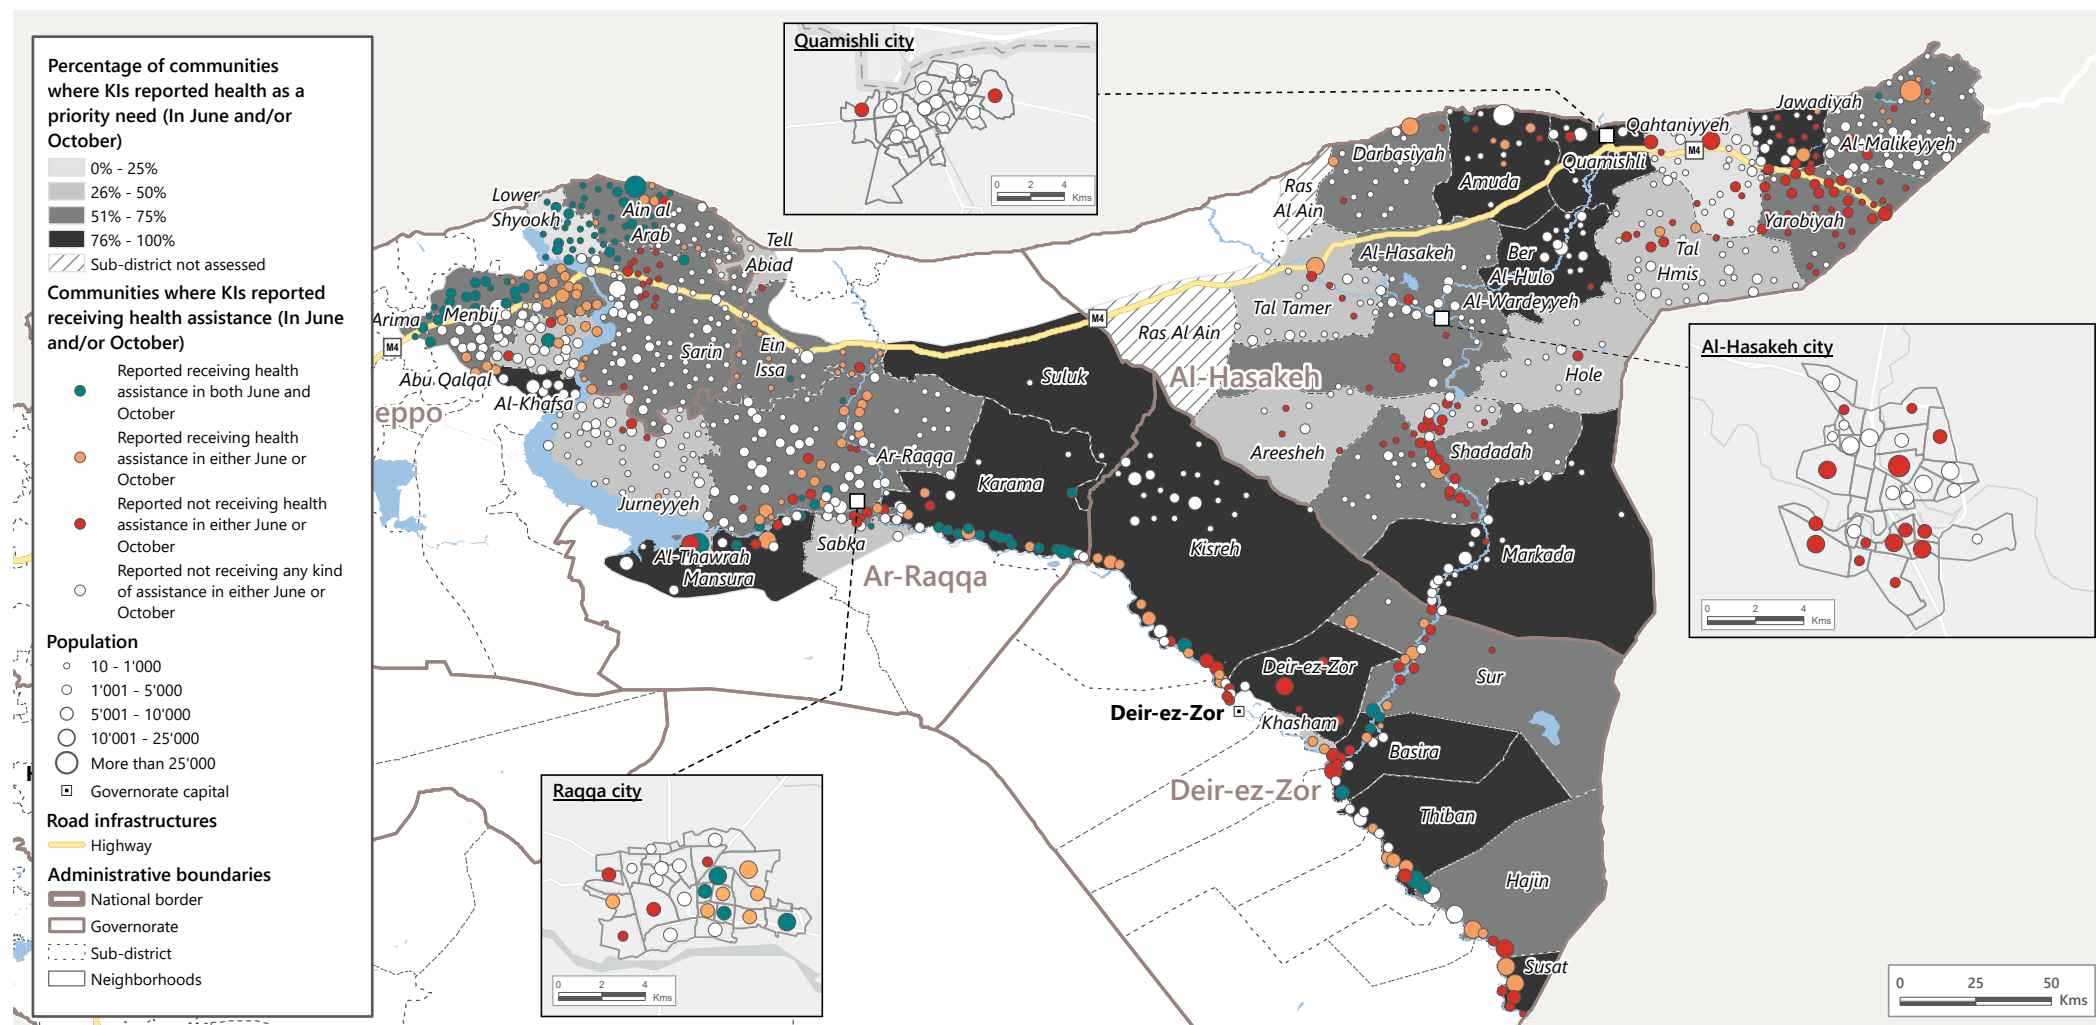 Percentage of communities
where KIs reported health as a
priority need (In June and/or
October)
0% - 25%
26% - 50%
51% - 75%
76% - 100%
Sub-district not assessed
Communities where KIs reported
receiving health assistance (In June
and/or October)
Reported receiving health
assistance in both June and
October
Reported receiving health
assistance in either June or
October
Reported not receiving health
assistance in either June or
October
Reported not receiving any kind
of assistance in either June or
October
Population
10 - 1'000
1'001 - 5'000
5'001 - 10'000
10'001 - 25'000
More than 25'000
Governorate capital
Road infrastructures
Highway
Administrative boundaries
National border
Governorate
Sub-district
Neighborhoods
Quamishli city
0 2 4
Kms
Lower
Shyookh
Ain al
Arab
Tell
Abiad
Arima
Menbij
M4
Abu Qalqal
Al-Khafsa
eppo
Sarin
Ein
Issa
Jurneyyeh
Al-Thawrah
Mansura
Sabka
Ar-Raqqa
Ar-Raqqa
Karama
Suluk
M4
Ras Al Ain
Ras
Al Ain
Darbasiyah
Amuda
Quamishli
Qahtaniyyeh
M4
Jawadiyah
Al-Malikeyyeh
Yarobiyah
Tal
Hmis
Ber
Al-Hulo
Al-Wardeyyeh
Al-Hasakeh
Tal Tamer
Al-Hasakeh
Hole
Areesheh
Shadadah
Markada
Kisreh
Deir-ez-Zor
Deir-ez-Zor
Khasham
Basira
Sur
Deir-ez-Zor
Thiban
Hajin
Susat
Al-Hasakeh city
0 2 4
Kms
Raqqa city
0 2 4
Kms
0 25 50
Kms